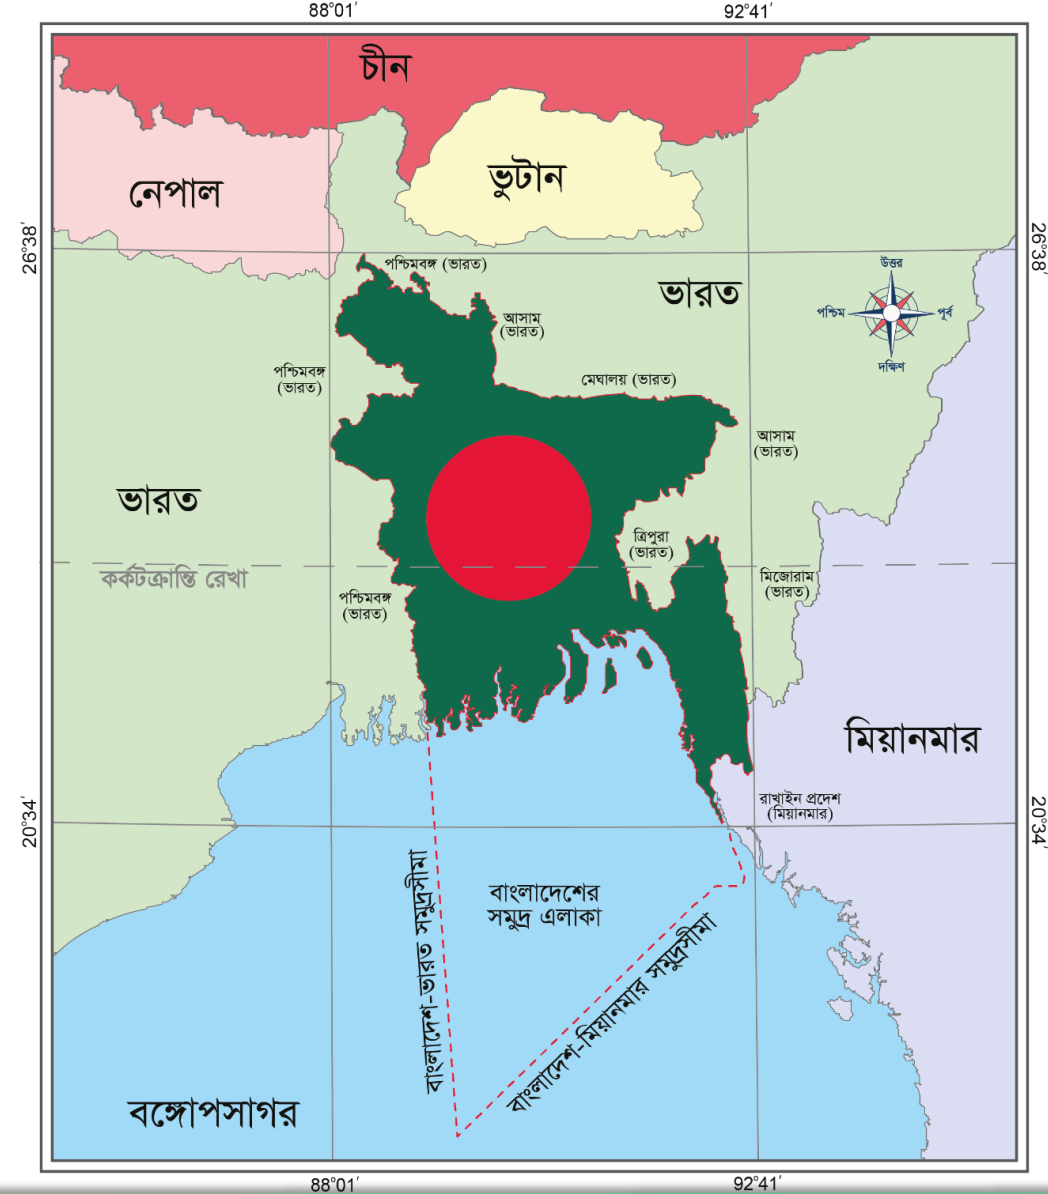 88°01′
92°41′
চীন
নেপাল
ভুটান
26°38′
26°38′
পশ্চিমবঙ্গ (ভারত)
উত্তর
ভারত
পশ্চিম
পূর্ব
আসাম
(ভারত)
দক্ষিণ
পশ্চিমবঙ্গ
(ভারত)
মেঘালয় (ভারত)
আসাম
(ভারত)
ভারত
ত্রিপুরা
(ভারত)
কর্কটক্রান্তি রেখা
মিজোরাম
(ভারত)
পশ্চিমবঙ্গ
(ভারত)
মিয়ানমার
রাখাইন প্রদেশ
(মিয়ানমার)
20°34′
20°34′
বাংলাদেশের
সমুদ্র এলাকা
বাংলাদেশ-ভারত সমুদ্রসীমা
বাংলাদেশ-মিয়ানমার সমুদ্রসীমা
বঙ্গোপসাগর
88°01′
92°41′